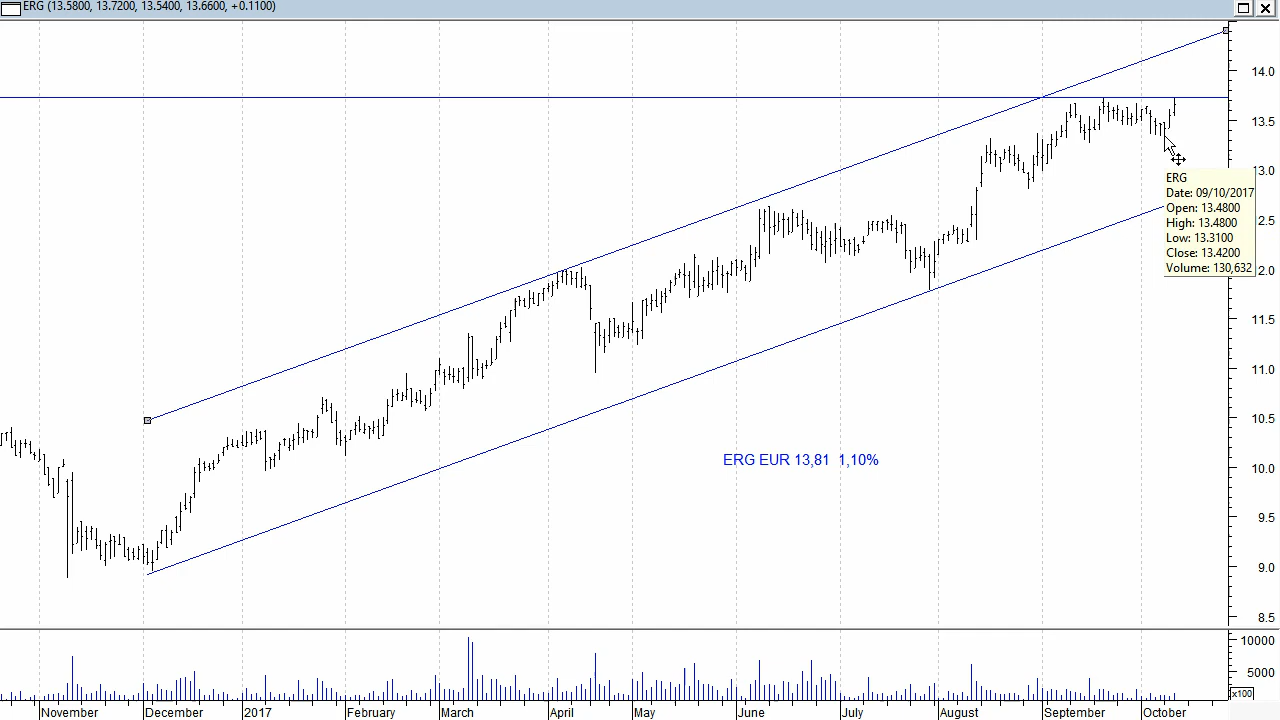 ERG (13.5800, 13.7200, 13.5400, 13.6600, +0.1100)
14.0
13.5
13.0
ERG
Date: 09/10/2017
Open: 13.4800
High: 13.4800
Low: 13.3100
Close: 13.4200
Volume: 130,632
2.5
2.0
11.5
11.0
10.5
ERG EUR 13,81 1,10%
10.0
9.5
9.0
8.5
10000
5000
x100
November December 2017 February March April May June July August September October